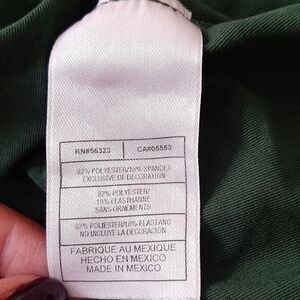 RN#56323 CA#05553
82% POLYESTER/18% SPANDEX
EXCLUSIVE OF DECORATION
82% POLYESTER/
18% ELASTHANNE
SANS ORNEMENTS
82% POLIESTER/18% ELASTANO
NO INCLUYE LA DECORACIÓN
FABRIQUE AU MEXIQUE
HECHO EN MEXICO
MADE IN MEXICO